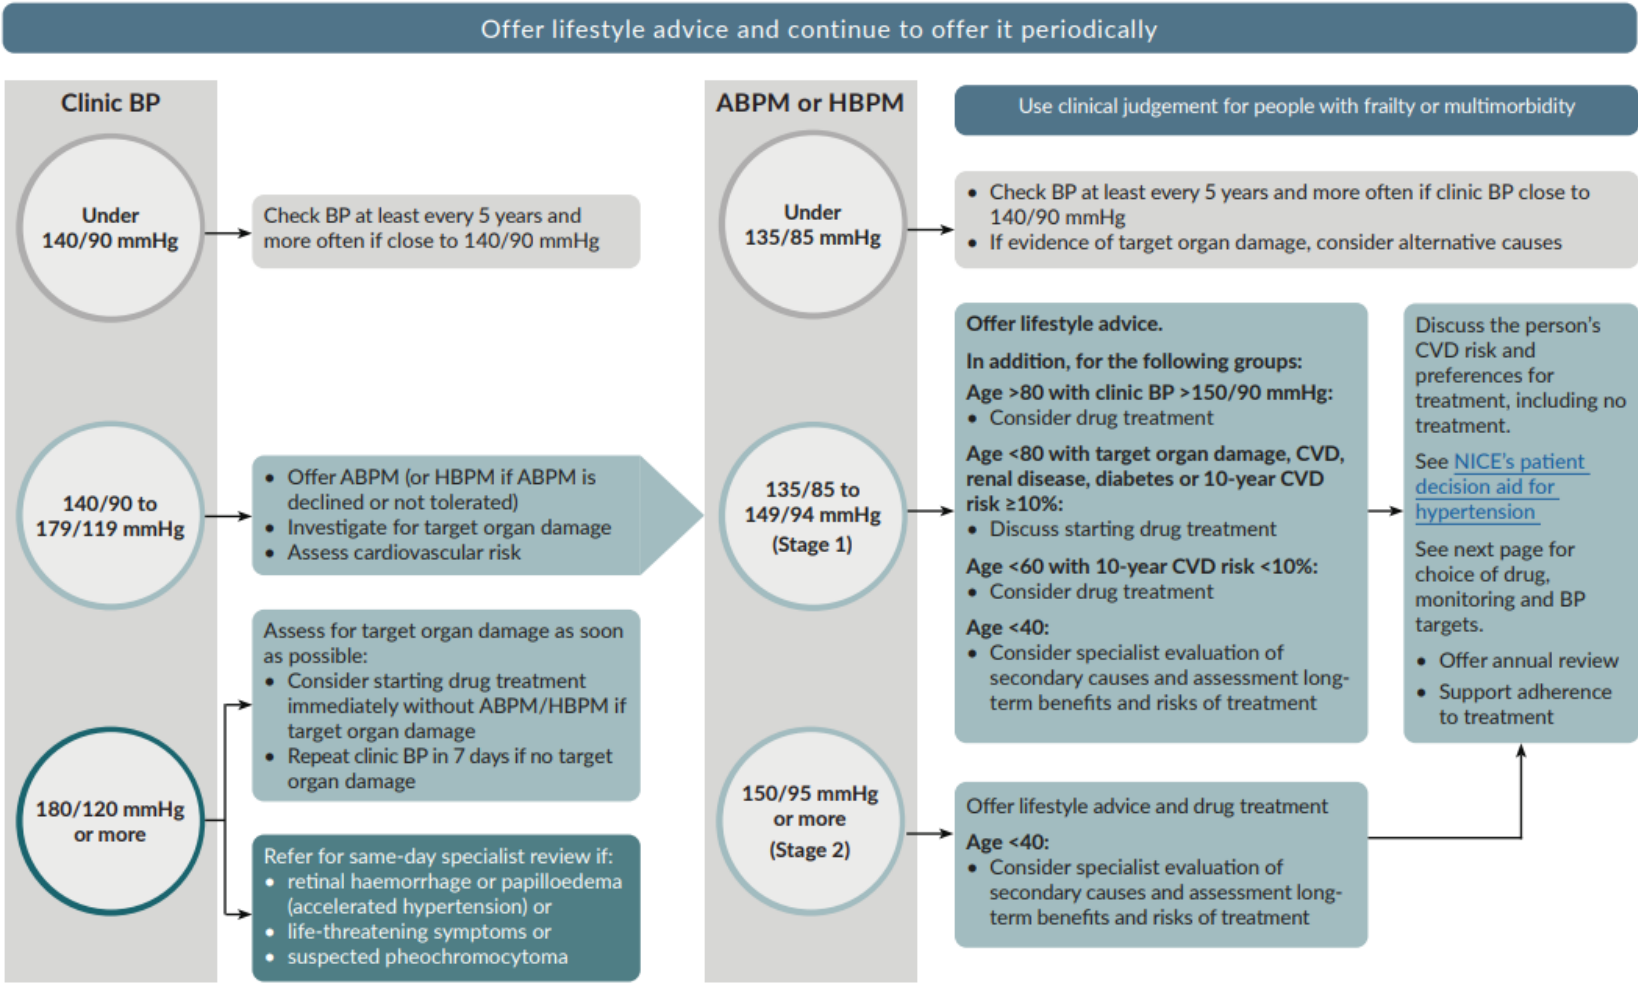 Offer lifestyle advice and continue to offer it periodically
Clinic BP
Under
140/90 mmHg
Check BP at least every 5 years and
more often if close to 140/90 mmHg
140/90 to
179/119 mmHg
• Offer ABPM (or HBPM if ABPM is
declined or not tolerated)
• Investigate for target organ damage
• Assess cardiovascular risk
180/120 mmHg
or more
Assess for target organ damage as soon
as possible:
• Consider starting drug treatment
immediately without ABPM/HBPM if
target organ damage
• Repeat clinic BP in 7 days if no target
organ damage
Refer for same-day specialist review if:
• retinal haemorrhage or papilloedema
(accelerated hypertension) or
• life-threatening symptoms or
• suspected pheochromocytoma
ABPM or HBPM
Use clinical judgement for people with frailty or multimorbidity
Under
135/85 mmHg
• Check BP at least every 5 years and more often if clinic BP close to
140/90 mmHg
• If evidence of target organ damage, consider alternative causes
135/85 to
149/94 mmHg
(Stage 1)
Offer lifestyle advice.
In addition, for the following groups:
Age >80 with clinic BP >150/90 mmHg:
• Consider drug treatment
Age <80 with target organ damage, CVD,
renal disease, diabetes or 10-year CVD
risk ≥10%:
• Discuss starting drug treatment
Age <60 with 10-year CVD risk <10%:
• Consider drug treatment
Age <40:
• Consider specialist evaluation of
secondary causes and assessment long-
term benefits and risks of treatment
Discuss the person's
CVD risk and
preferences for
treatment, including no
treatment.
See NICE's patient
decision aid for
hypertension
See next page for
choice of drug,
monitoring and BP
targets.
• Offer annual review
• Support adherence
to treatment
150/95 mmHg
or more
(Stage 2)
Offer lifestyle advice and drug treatment
Age <40:
• Consider specialist evaluation of
secondary causes and assessment long-
term benefits and risks of treatment